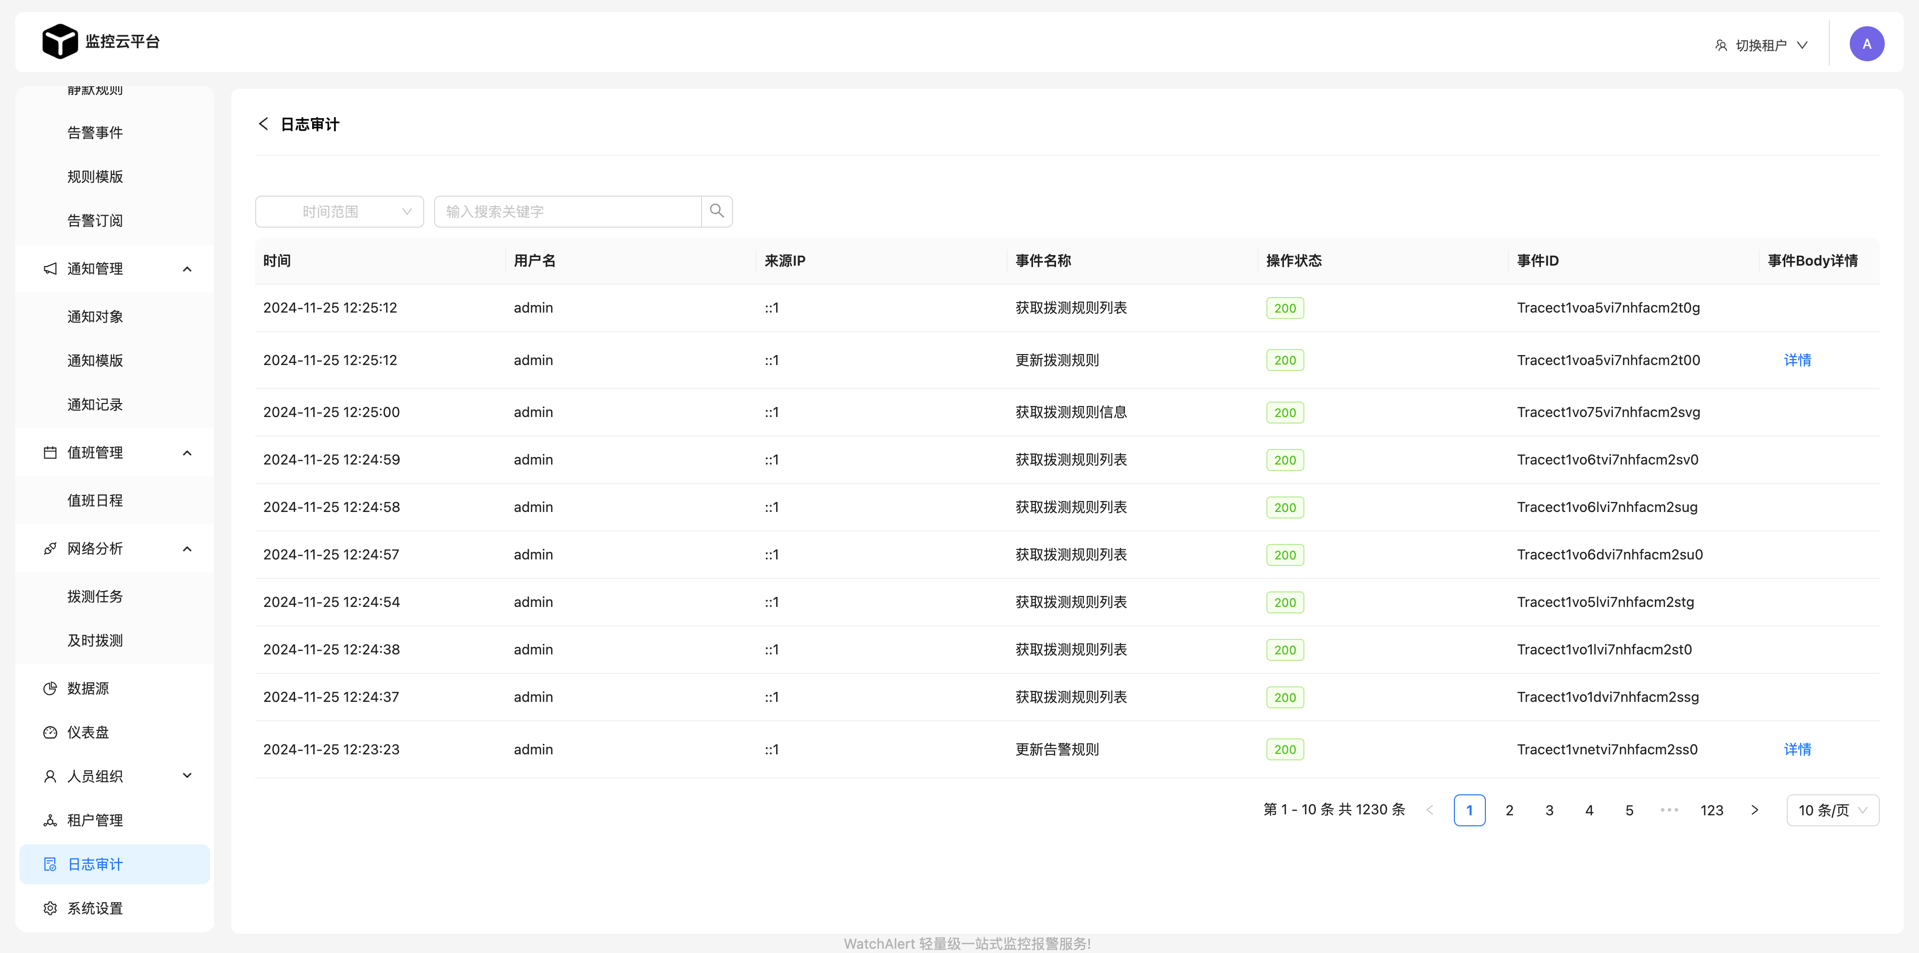 监控云平台
切换租户
A
静默规则
告警事件
规则模版
告警订阅
通知管理
通知对象
通知模版
通知记录
值班管理
值班日程
网络分析
拨测任务
及时拨测
数据源
仪表盘
人员组织
租户管理
日志审计
系统设置
日志审计
时间范围 输入搜索关键字
时间 用户名 来源IP 事件名称 操作状态 事件ID 事件Body详情
2024-11-25 12:25:12 admin ::1 获取拨测规则列表 200 Tracect1voa5vi7nhfacm2t0g
2024-11-25 12:25:12 admin ::1 更新拨测规则 200 Tracect1voa5vi7nhfacm2t00 详情
2024-11-25 12:25:00 admin ::1 获取拨测规则信息 200 Tracect1vo75vi7nhfacm2svg
2024-11-25 12:24:59 admin ::1 获取拨测规则列表 200 Tracect1vo6tvi7nhfacm2sv0
2024-11-25 12:24:58 admin ::1 获取拨测规则列表 200 Tracect1vo6lvi7nhfacm2sug
2024-11-25 12:24:57 admin ::1 获取拨测规则列表 200 Tracect1vo6dvi7nhfacm2su0
2024-11-25 12:24:54 admin ::1 获取拨测规则列表 200 Tracect1vo5lvi7nhfacm2stg
2024-11-25 12:24:38 admin ::1 获取拨测规则列表 200 Tracect1vo1lvi7nhfacm2st0
2024-11-25 12:24:37 admin ::1 获取拨测规则列表 200 Tracect1vo1dvi7nhfacm2ssg
2024-11-25 12:23:23 admin ::1 更新告警规则 200 Tracect1vnetvi7nhfacm2ss0 详情
第 1 - 10 条 共 1230 条 < 1 2 3 4 5 ••• 123 > 10 条/页
WatchAlert 轻量级一站式监控报警服务!